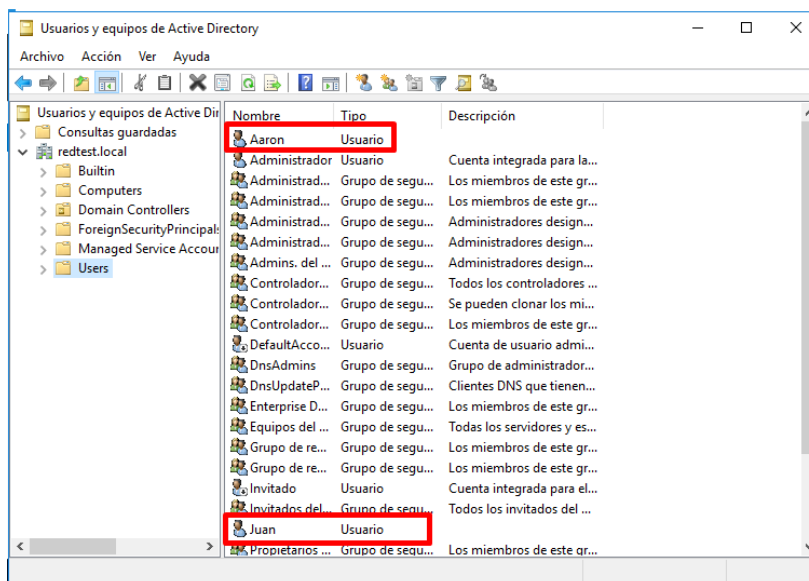 Usuarios y equipos de Active Directory
Archivo Acción Ver Ayuda
Usuarios y equipos de Active Dir
Consultas guardadas
redtest.local
Builtin
Computers
Domain Controllers
ForeignSecurityPrincipals
Managed Service Accour
Users
Nombre Tipo Descripción
Aaron Usuario
Administrador Usuario Cuenta integrada para la...
Administrad... Grupo de segu... Los miembros de este gr...
Administrad... Grupo de segu... Los miembros de este gr...
Administrad... Grupo de segu... Administradores design...
Administrad... Grupo de segu... Administradores design...
Admins. del ... Grupo de segu... Administradores design...
Controlador... Grupo de segu... Todos los controladores ...
Controlador... Grupo de segu... Se pueden clonar los mi...
Controlador... Grupo de segu... Los miembros de este gr...
DefaultAcco... Usuario Cuenta de usuario admi...
DnsAdmins Grupo de segu... Grupo de administrador...
DnsUpdateP... Grupo de segu... Clientes DNS que tienen...
Enterprise D... Grupo de segu... Los miembros de este gr...
Equipos del ... Grupo de segu... Todas los servidores y es...
Grupo de re... Grupo de segu... Los miembros de este gr...
Grupo de re... Grupo de segu... Los miembros de este gr...
Invitado Usuario Cuenta integrada para el...
Invitados del... Grupo de segu... Todos los invitados del ...
Juan Usuario
Propietarios ... Grupo de segu... Los miembros de este gr...